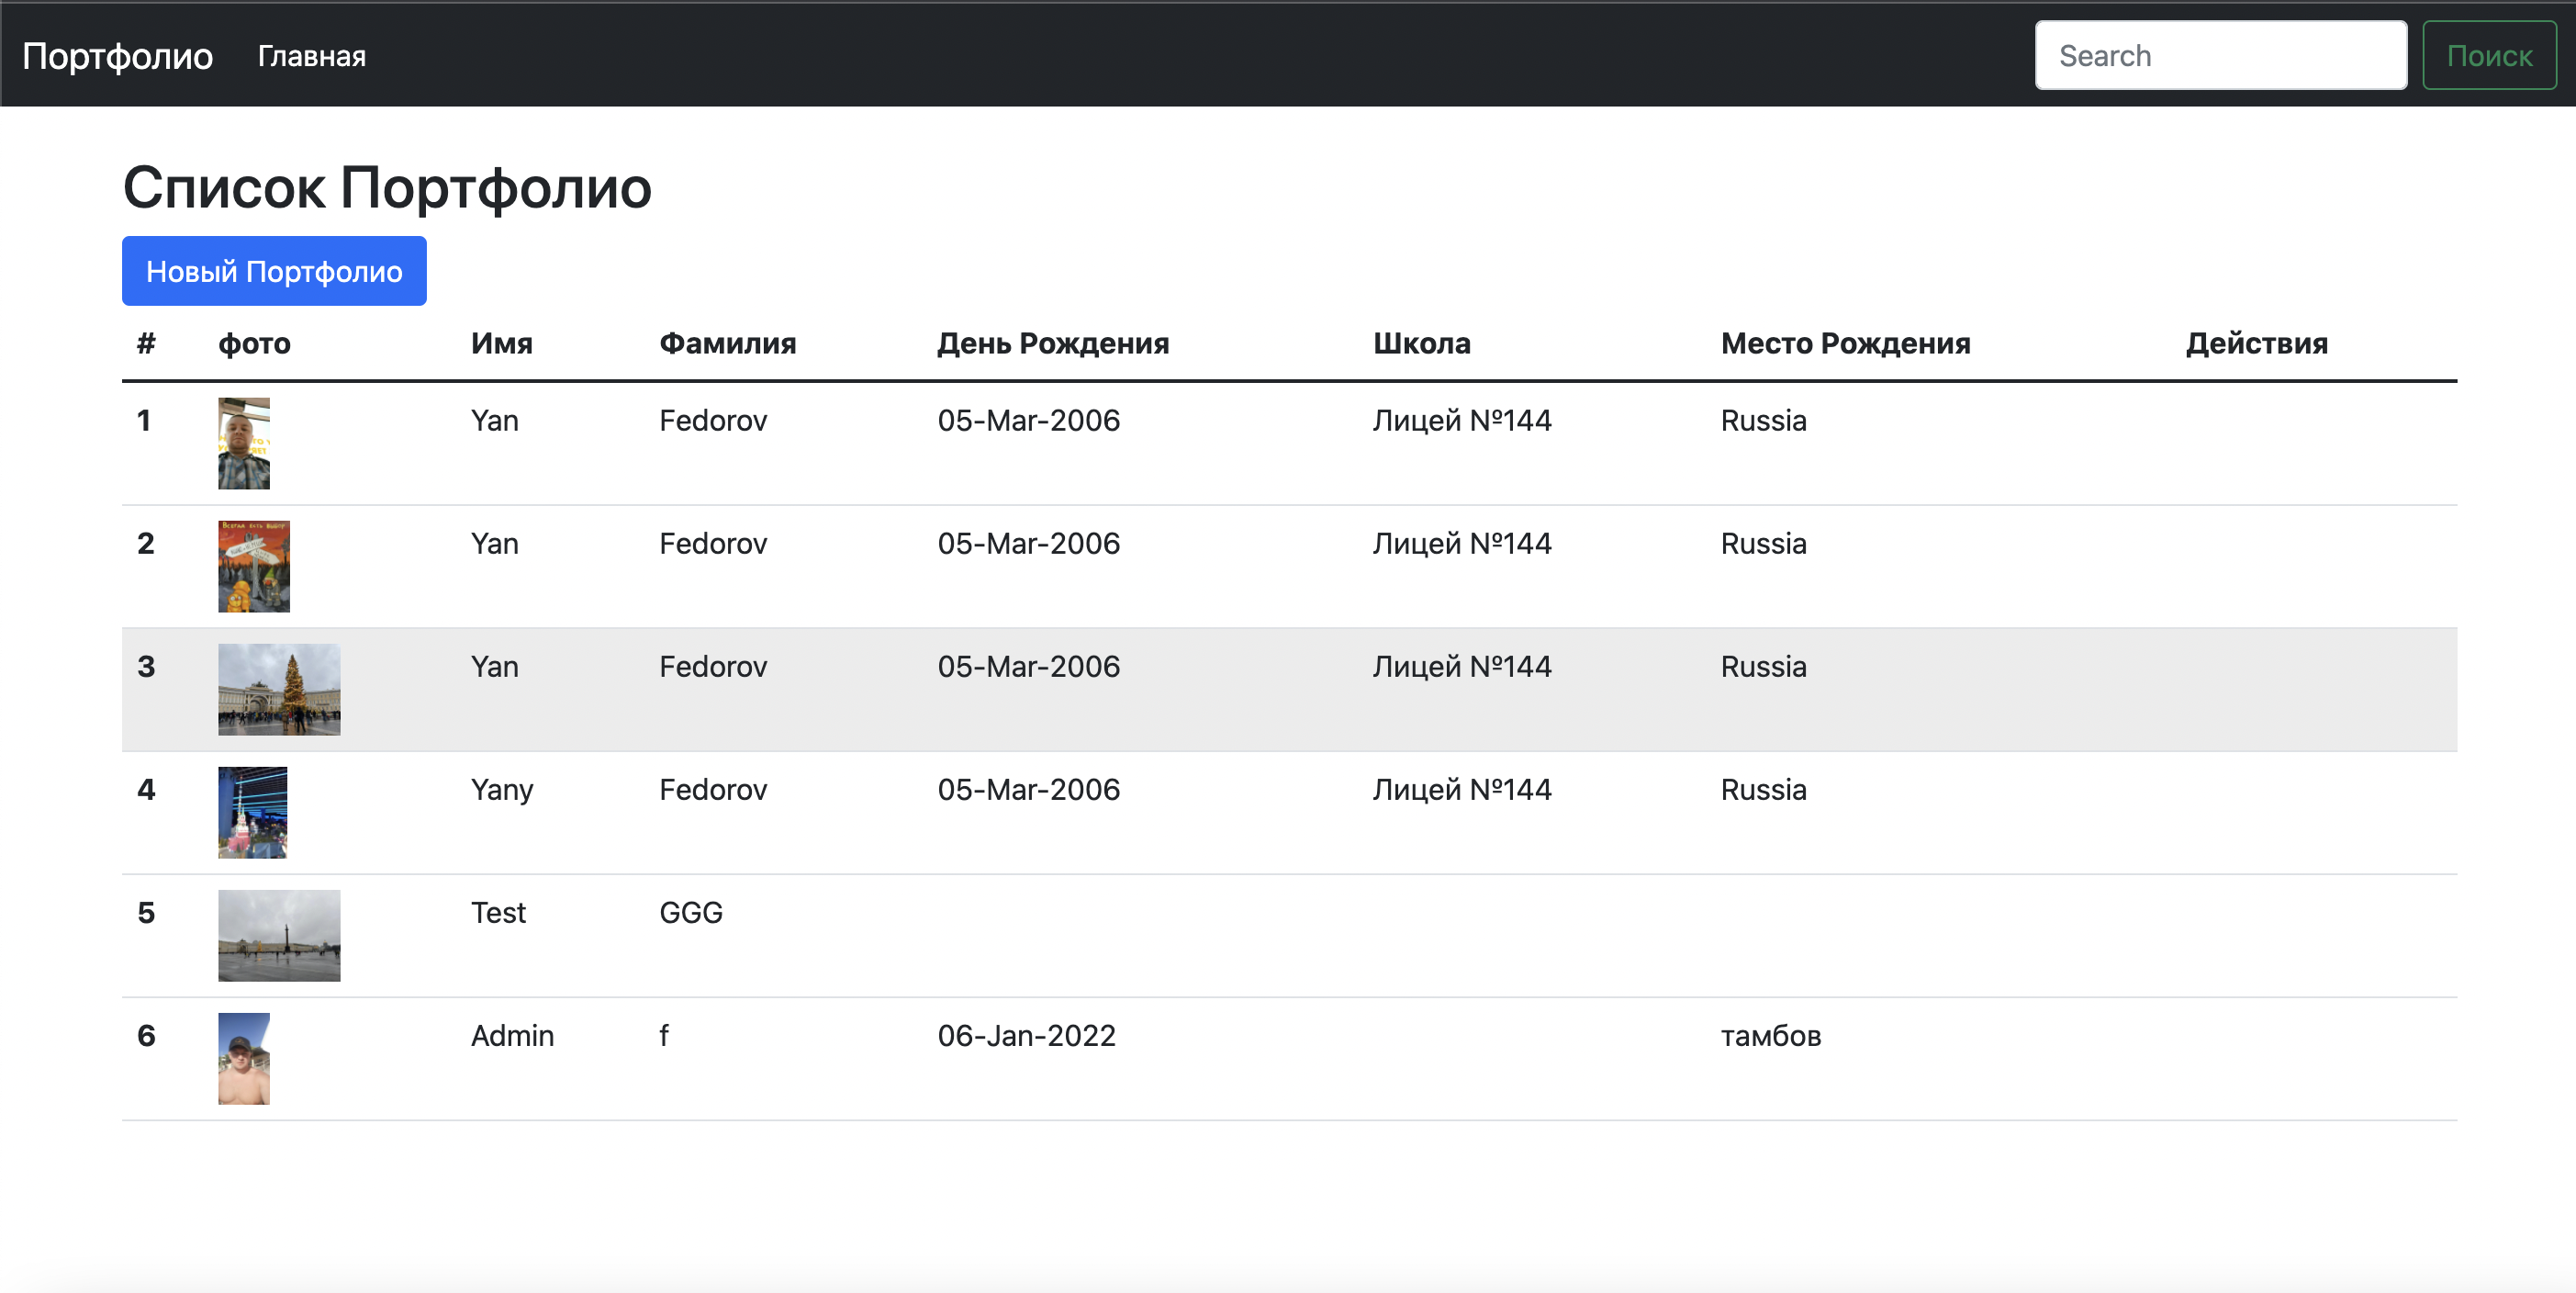 Портфолио Главная Search Поиск
Список Портфолио
Новый Портфолио
# фото Имя Фамилия День Рождения Школа Место Рождения Действия
1 Yan Fedorov 05-Mar-2006 Лицей №144 Russia
2 Yan Fedorov 05-Mar-2006 Лицей №144 Russia
Всегда есть выбор
3 Yan Fedorov 05-Mar-2006 Лицей №144 Russia
4 Yany Fedorov 05-Mar-2006 Лицей №144 Russia
5 Test GGG
6 Admin f 06-Jan-2022 тамбов